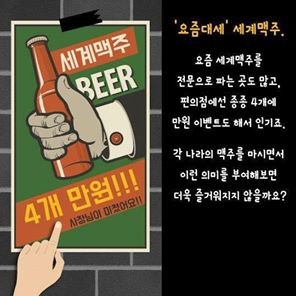 세계맥주
BEER
4개 만원!!!
사장님이 미쳤어요!!
'요즘대세' 세계맥주.
요즘 세계맥주를
전문으로 파는 곳도 많고,
편의점에선 종종 4개에
만원 이벤트도 해서 인기죠.
각 나라의 맥주를 마시면서
이런 의미를 부여해보면
더욱 즐거워지지 않을까요?